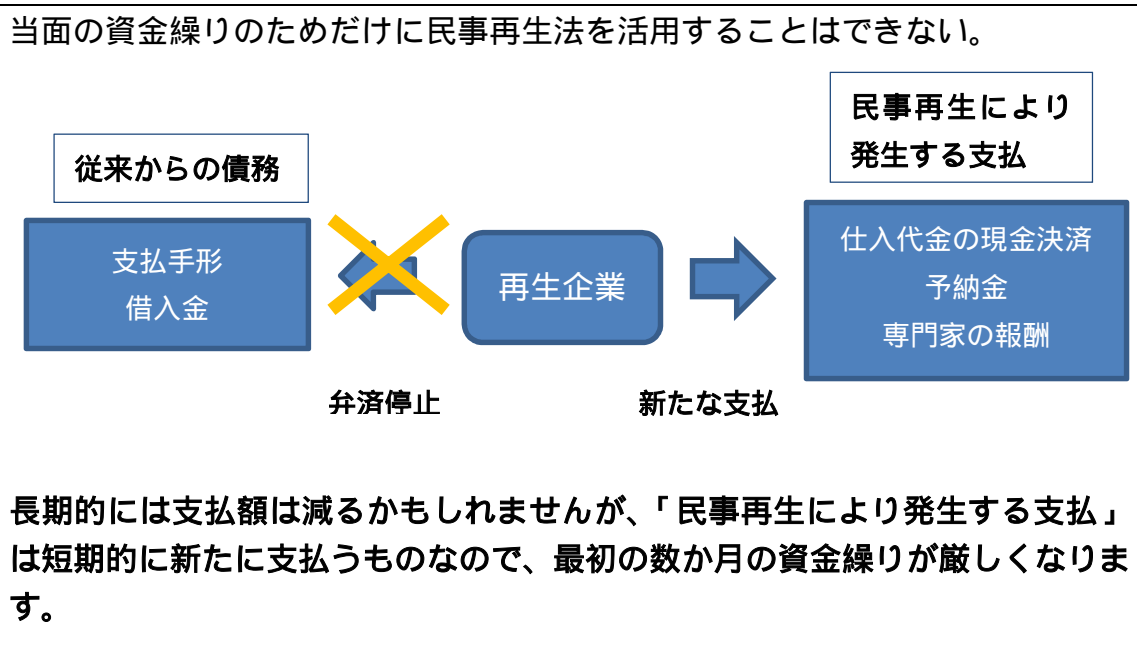 当面の資金繰りのためだけに民事再生法を活用することはできない。
従来からの債務
支払手形
借入金
弁済停止
再生企業
新たな支払
民事再生により
発生する支払
仕入代金の現金決済
予納金
専門家の報酬
長期的には支払額は減るかもしれませんが、「民事再生により発生する支払」
は短期的に新たに支払うものなので、最初の数か月の資金繰りが厳しくなりま
す。